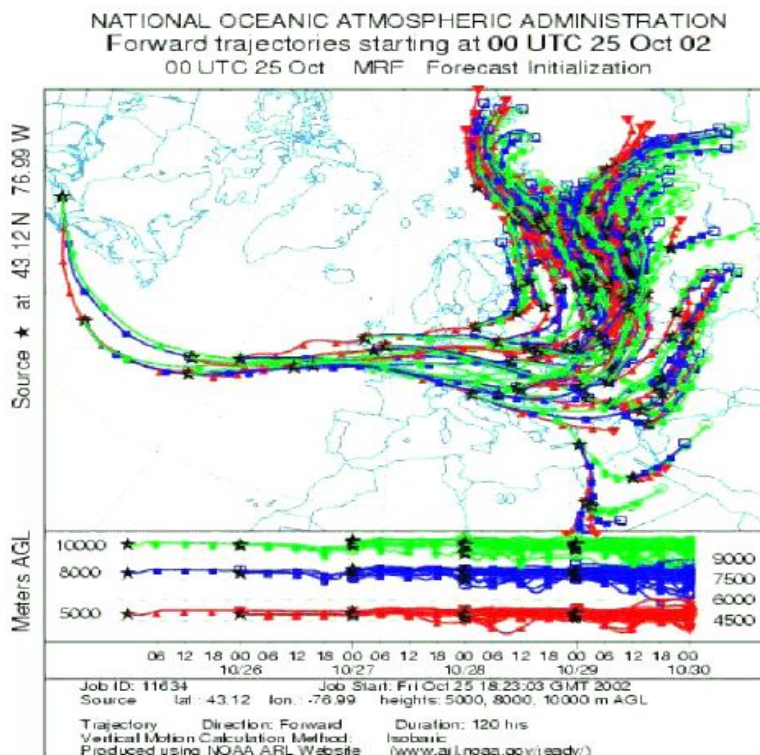 NATIONAL OCEANIC ATMOSPHERIC ADMINISTRATION
Forward trajectories starting at 00 UTC 25 Oct 02
00 UTC 25 Oct MRF Forecast Initialization
Source ★ at 43.12 N 76.99 W
30
0
30
30
Meters AGL
10000
8000
5000
9000
7500
6000
4500
06 12 18 00 06 12 18 00 06 12 18 00 06 12 18 00 06 12 18 00
10/26 10/27 10/28 10/29 10/30
Job ID: 11634 Job Start: Fri Oct 25 18:23:03 GMT 2002
Source lat.: 43.12 lon.: -76.99 heights: 5000, 8000, 10000 m AGL
Trajectory Direction: Forward Duration: 120 hrs
Vertical Motion Calculation Method: Isobaric
Produced using NOAA ARL Website (www.arl.noaa.gov/ready/)